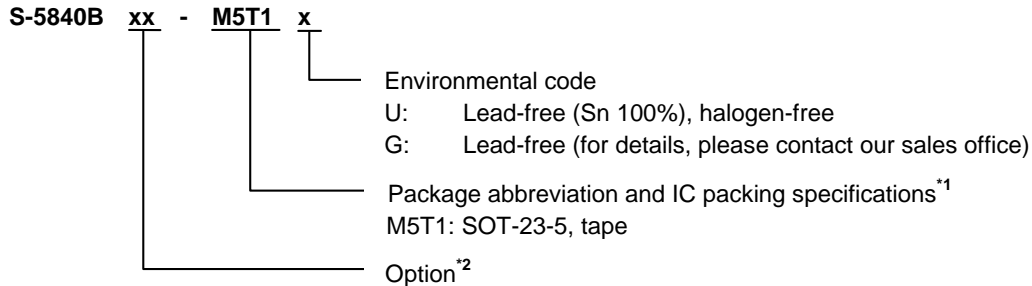 S-5840B xx - M5T1 x
Environmental code
U: Lead-free (Sn 100%), halogen-free
G: Lead-free (for details, please contact our sales office)
Package abbreviation and IC packing specifications*1
M5T1: SOT-23-5, tape
Option*2